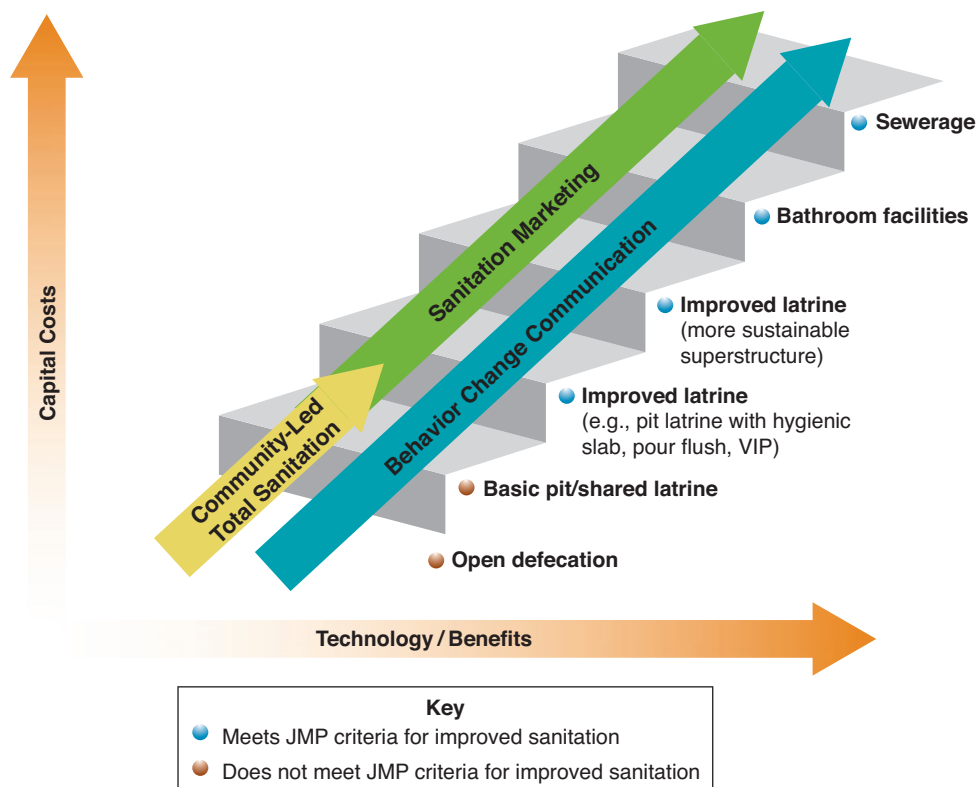 Capital Costs
Sewerage
Bathroom facilities
Improved latrine
(more sustainable
superstructure)
Improved latrine
(e.g., pit latrine with hygienic
slab, pour flush, VIP)
Basic pit/shared latrine
Open defecation
Sanitation Marketing
Behavior Change Communication
Community-Led
Total Sanitation
Technology / Benefits
Key
Meets JMP criteria for improved sanitation
Does not meet JMP criteria for improved sanitation